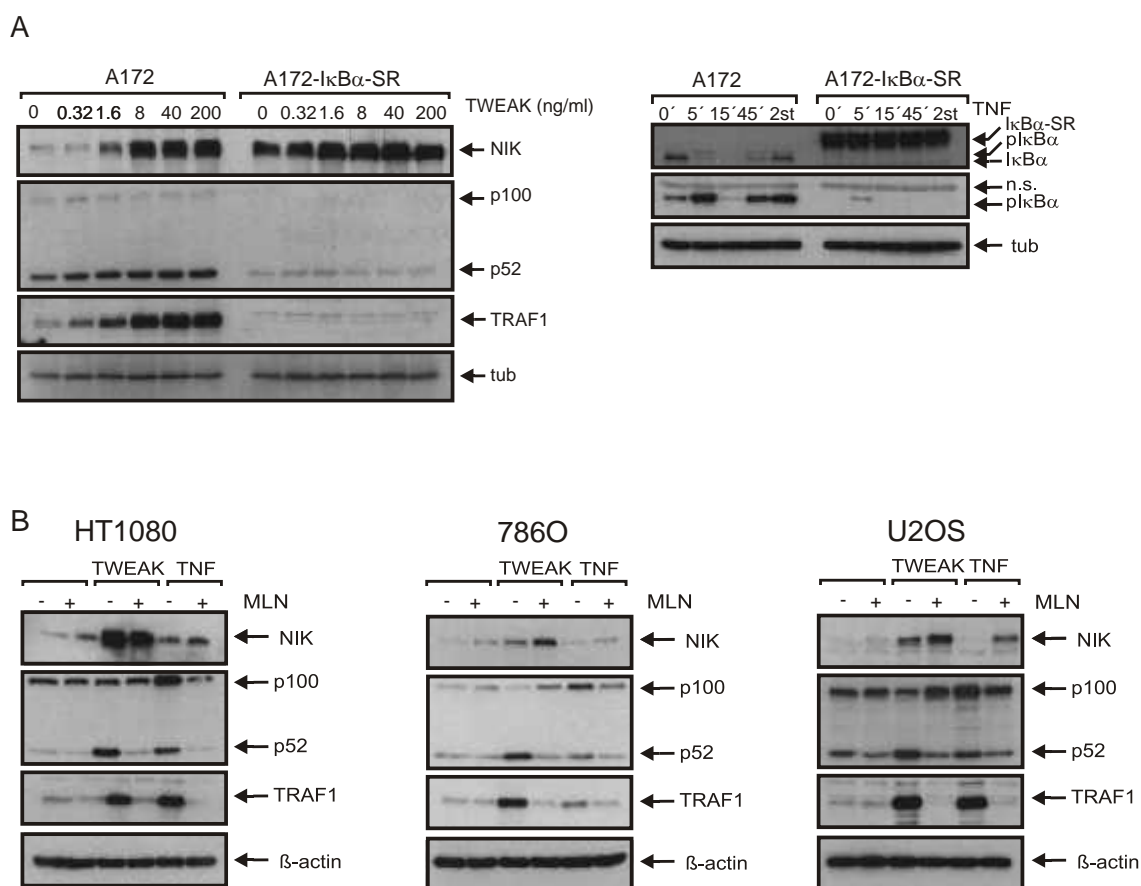 A
A172 A172-IκBα-SR
0 0.32 1.6 8 40 200 0 0.32 1.6 8 40 200 TWEAK (ng/ml)
NIK
p100
p52
TRAF1
tub
A172 A172-IκBα-SR
0´ 5´ 15´ 45´ 2st 0´ 5´ 15´ 45´ 2st TNF
IκBα-SR
pIκBα
IκBα
n.s.
pIκBα
tub
B
HT1080
TWEAK TNF
- + - + - + MLN
NIK
p100
p52
TRAF1
ß-actin
786O
TWEAK TNF
- + - + - + MLN
NIK
p100
p52
TRAF1
ß-actin
U2OS
TWEAK TNF
- + - + - + MLN
NIK
p100
p52
TRAF1
ß-actin